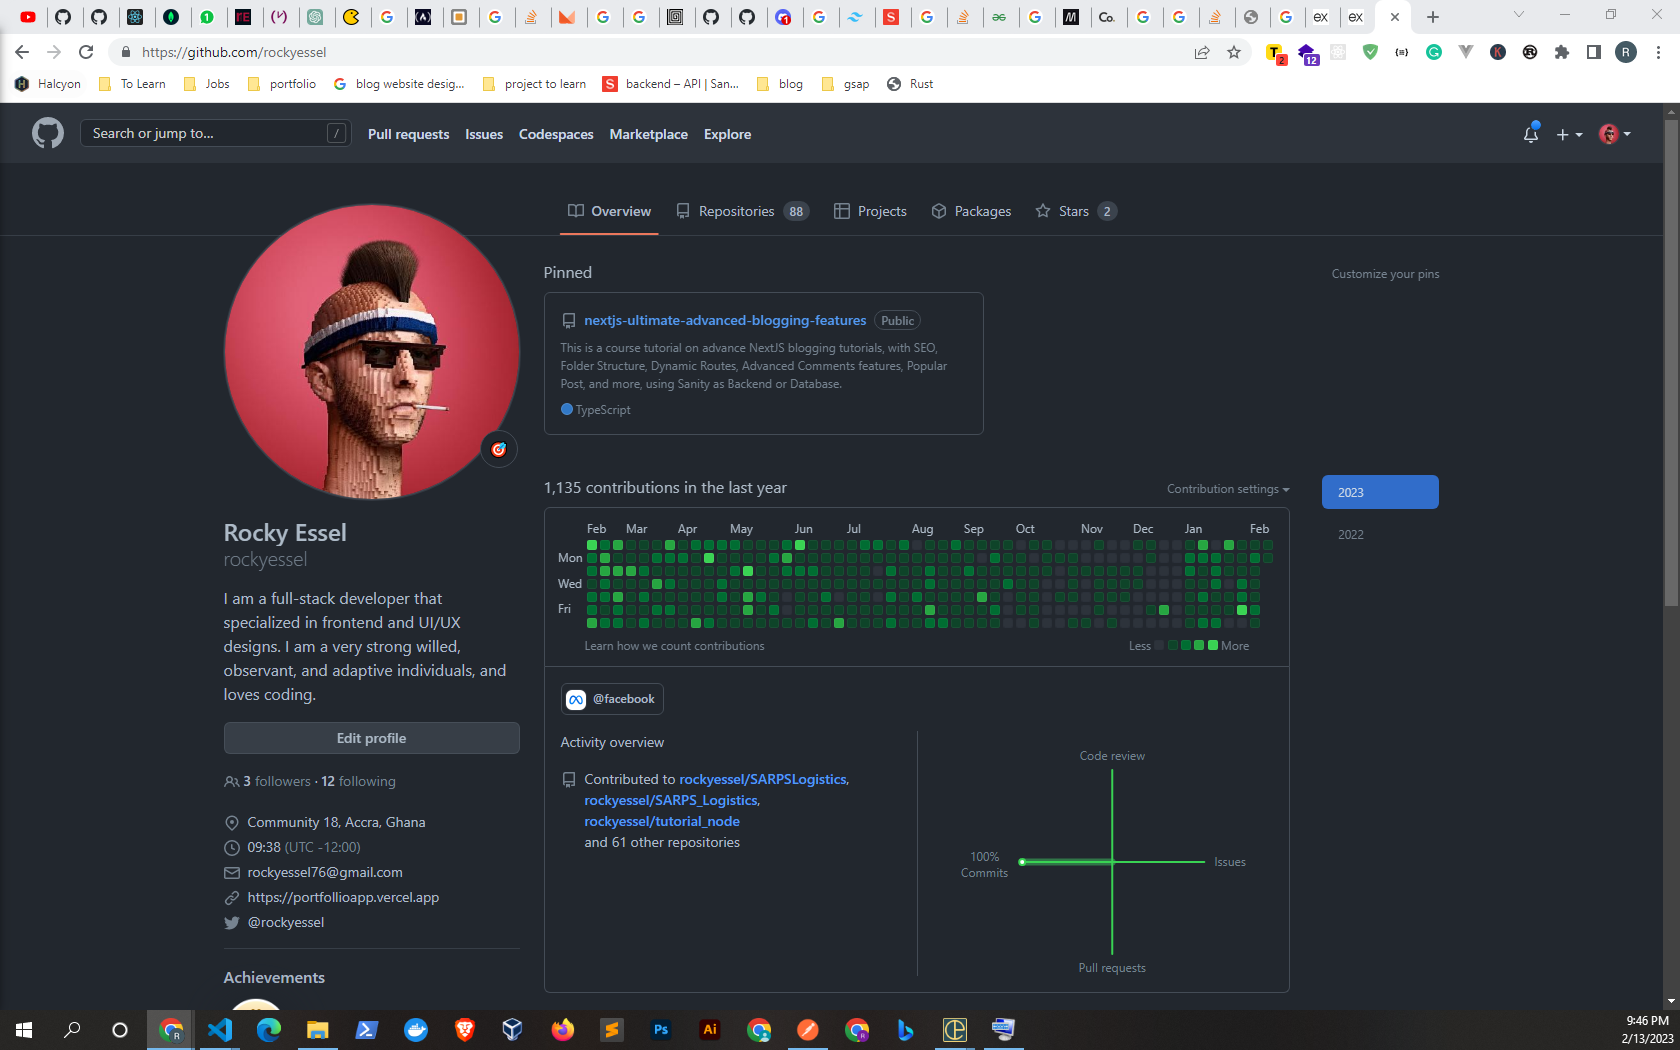 https://github.com/rockyessel
2
12
R
Halcyon
To Learn
Jobs
portfolio
blog website desig...
project to learn
backend – API | San...
blog
gsap
Rust
Search or jump to...
/
Pull requests
Issues
Codespaces
Marketplace
Explore
Overview
Repositories 88
Projects
Packages
Stars 2
Pinned
Customize your pins
nextjs-ultimate-advanced-blogging-features Public
This is a course tutorial on advance NextJS blogging tutorials, with SEO,
Folder Structure, Dynamic Routes, Advanced Comments features, Popular
Post, and more, using Sanity as Backend or Database.
TypeScript
1,135 contributions in the last year
Contribution settings
2023
2022
Feb Mar Apr May Jun Jul Aug Sep Oct Nov Dec Jan Feb
Mon
Wed
Fri
Learn how we count contributions
Less More
@facebook
Activity overview
Contributed to rockyessel/SARPSLogistics,
rockyessel/SARPS_Logistics,
rockyessel/tutorial_node
and 61 other repositories
Code review
100%
Commits
Issues
Pull requests
Rocky Essel
rockyessel
I am a full-stack developer that
specialized in frontend and UI/UX
designs. I am a very strong willed,
observant, and adaptive individuals, and
loves coding.
Edit profile
3 followers · 12 following
Community 18, Accra, Ghana
09:38 (UTC -12:00)
rockyessel76@gmail.com
https://portfollioapp.vercel.app
@rockyessel
Achievements
Ps
Ai
9:46 PM
2/13/2023